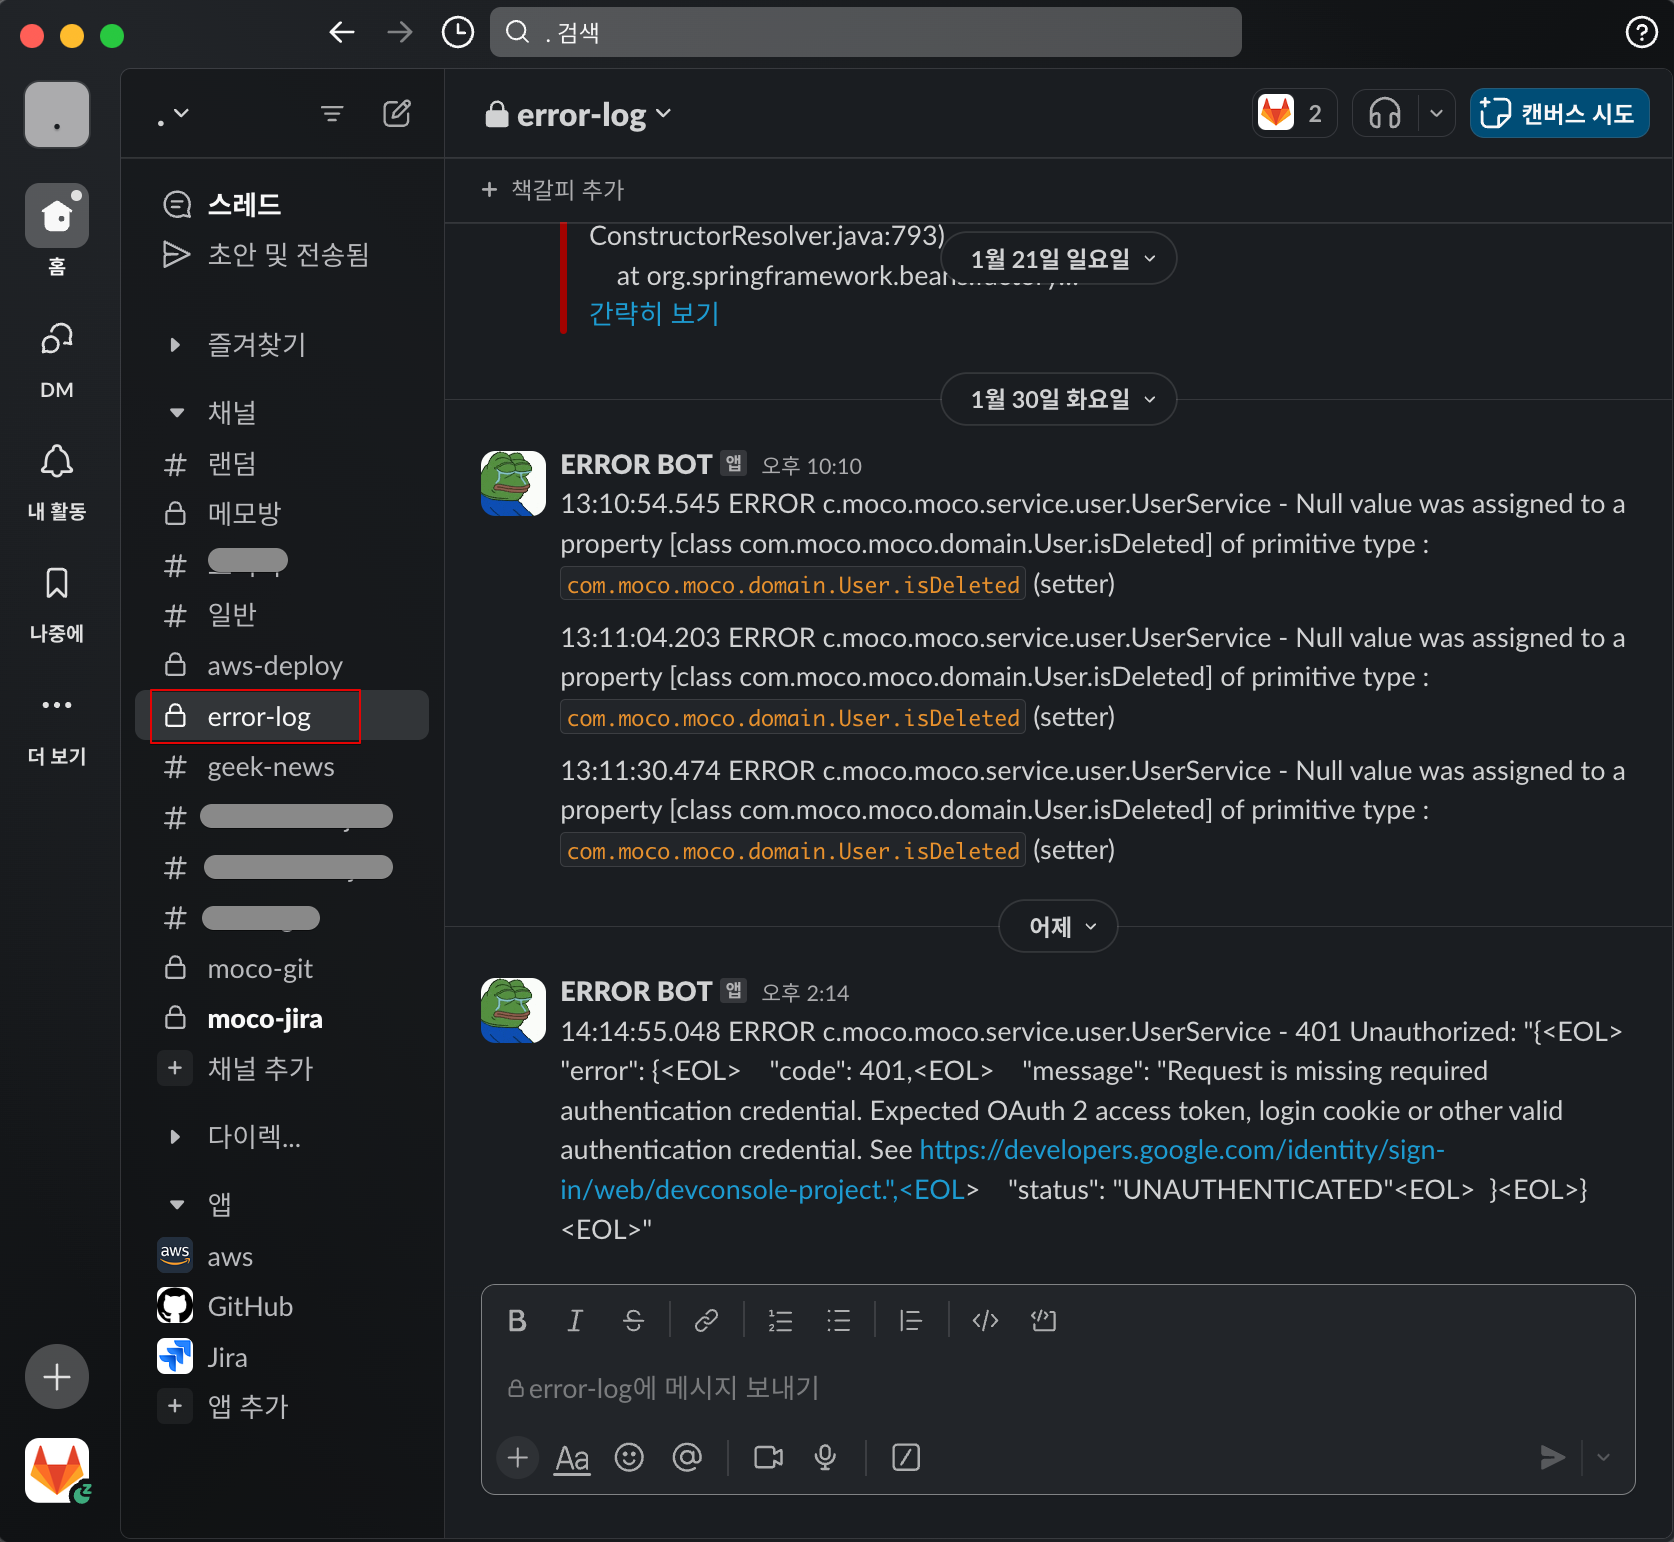 . 검색
.
.
홈
DM
내 활동
나중에
더 보기
스레드
초안 및 전송됨
즐겨찾기
채널
랜덤
메모방
일반
aws-deploy
error-log
geek-news
moco-git
moco-jira
+ 채널 추가
다이렉...
앱
aws
aws
GitHub
Jira
+ 앱 추가
error-log
2
캔버스 시도
+ 책갈피 추가
ConstructorResolver.java:793)
1월 21일 일요일
at org.springframework.beans.factory...
간략히 보기
1월 30일 화요일
ERROR BOT 앱 오후 10:10
13:10:54.545 ERROR c.moco.moco.service.user.UserService - Null value was assigned to a
property [class com.moco.moco.domain.User.isDeleted] of primitive type :
com.moco.moco.domain.User.isDeleted (setter)
13:11:04.203 ERROR c.moco.moco.service.user.UserService - Null value was assigned to a
property [class com.moco.moco.domain.User.isDeleted] of primitive type :
com.moco.moco.domain.User.isDeleted (setter)
13:11:30.474 ERROR c.moco.moco.service.user.UserService - Null value was assigned to a
property [class com.moco.moco.domain.User.isDeleted] of primitive type :
com.moco.moco.domain.User.isDeleted (setter)
어제
ERROR BOT 앱 오후 2:14
14:14:55.048 ERROR c.moco.moco.service.user.UserService - 401 Unauthorized: "{<EOL>
"error": {<EOL>    "code": 401,<EOL>    "message": "Request is missing required
authentication credential. Expected OAuth 2 access token, login cookie or other valid
authentication credential. See https://developers.google.com/identity/sign-
in/web/devconsole-project.",<EOL>    "status": "UNAUTHENTICATED"<EOL>  }<EOL>}
<EOL>"
B I S
error-log에 메시지 보내기
Aa